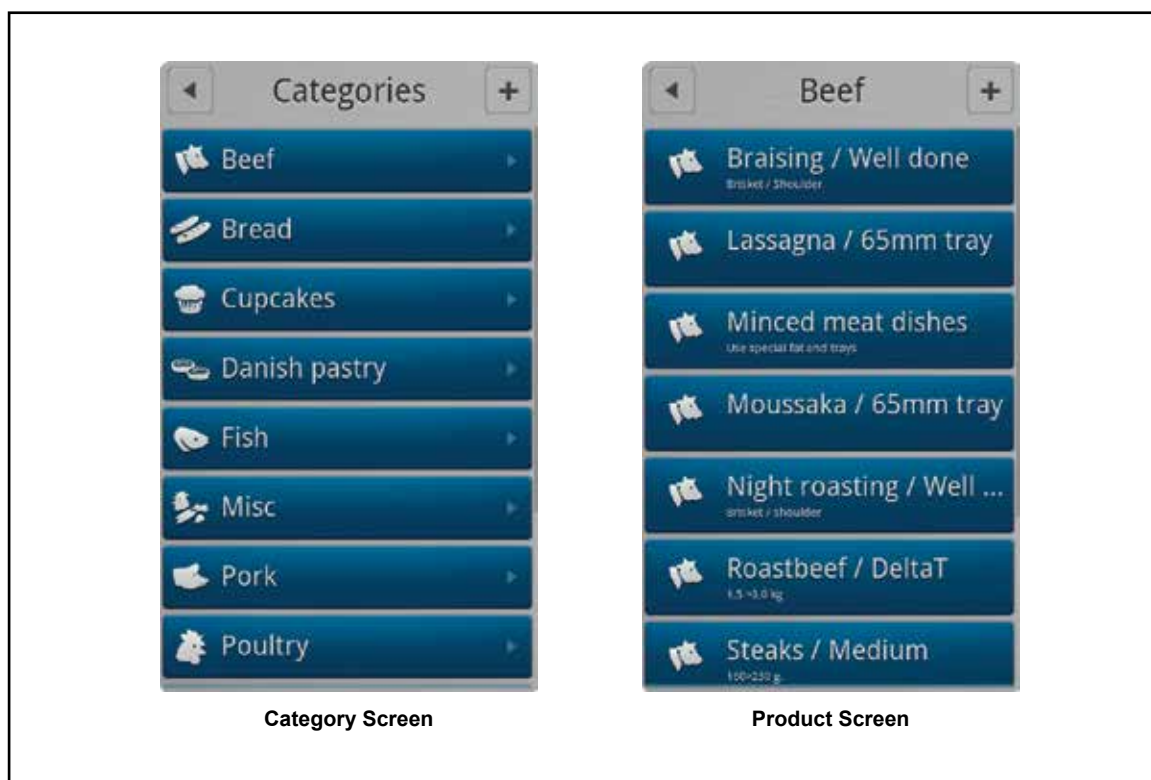 Categories
Beef
Bread
Cupcakes
Danish pastry
Fish
Misc
Pork
Poultry
Category Screen
Beef
Braising / Well done
Brisket / Shoulder
Lassagna / 65mm tray
Minced meat dishes
Use special fat and trays
Moussaka / 65mm tray
Night roasting / Well ...
Brisket / shoulder
Roastbeef / DeltaT
kg
Steaks / Medium
g.
Product Screen